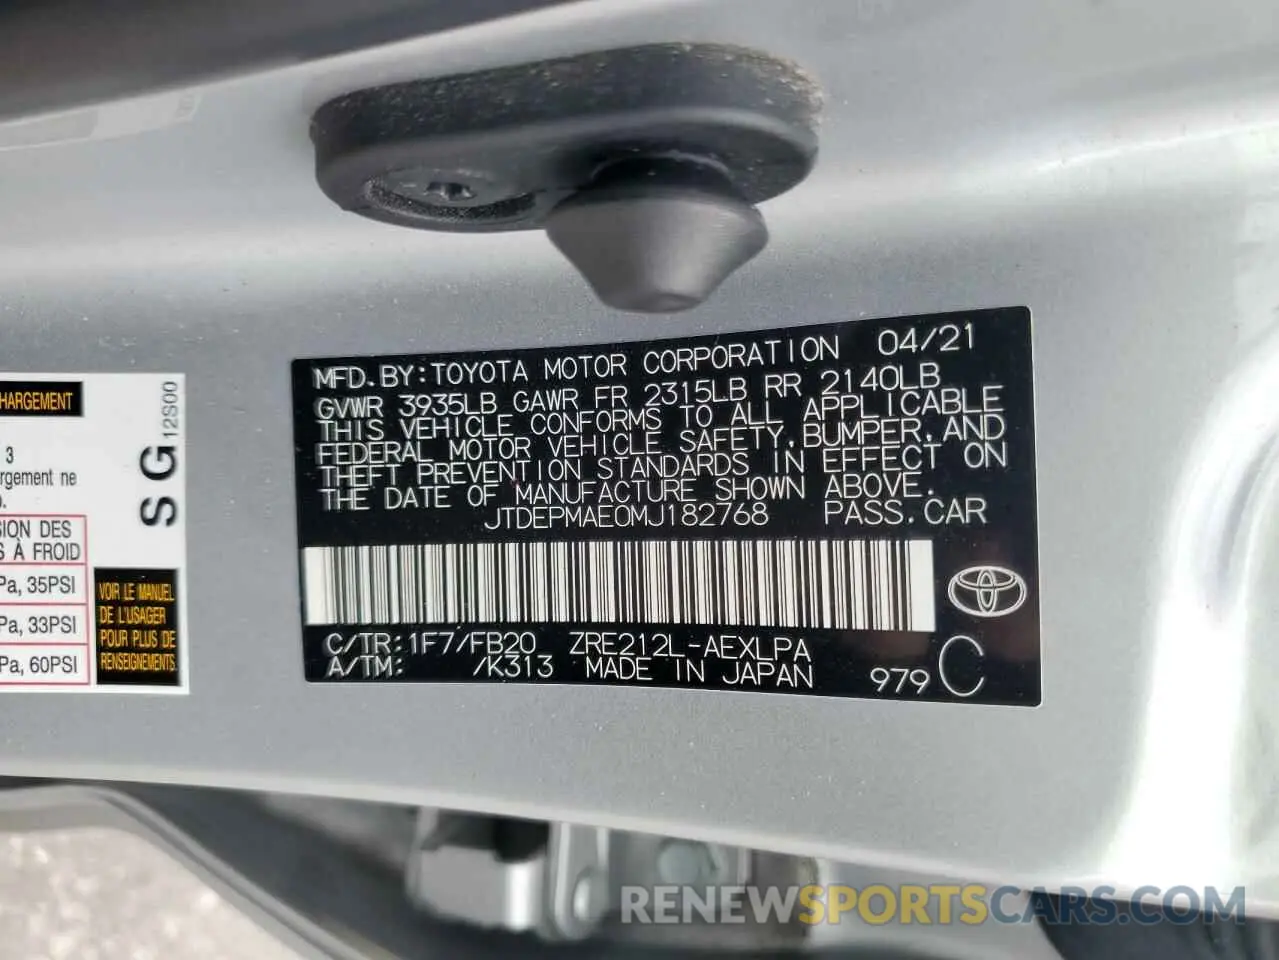 MFD.BY:TOYOTA MOTOR CORPORATION 04/21
GVWR 3935LB GAWR FR 2315LB RR 2140LB
THIS VEHICLE CONFORMS TO ALL APPLICABLE
FEDERAL MOTOR VEHICLE SAFETY,BUMPER,AND
THEFT PREVENTION STANDARDS IN EFFECT ON
THE DATE OF MANUFACTURE SHOWN ABOVE.
JTDEPMAE0MJ182768 PASS.CAR
C/TR:1F7/FB20 ZRE212L-AEXLPA
A/TM: /K313 MADE IN JAPAN
979 C
HARGEMENT
3
rgement ne
SION DES
S À FROID
Pa, 35PSI
Pa, 33PSI
Pa, 60PSI
SG 12S00
VOIR LE MANUEL
DE L'USAGER
POUR PLUS DE
RENSEIGNEMENTS.
RENEWSPORTSCARS.COM